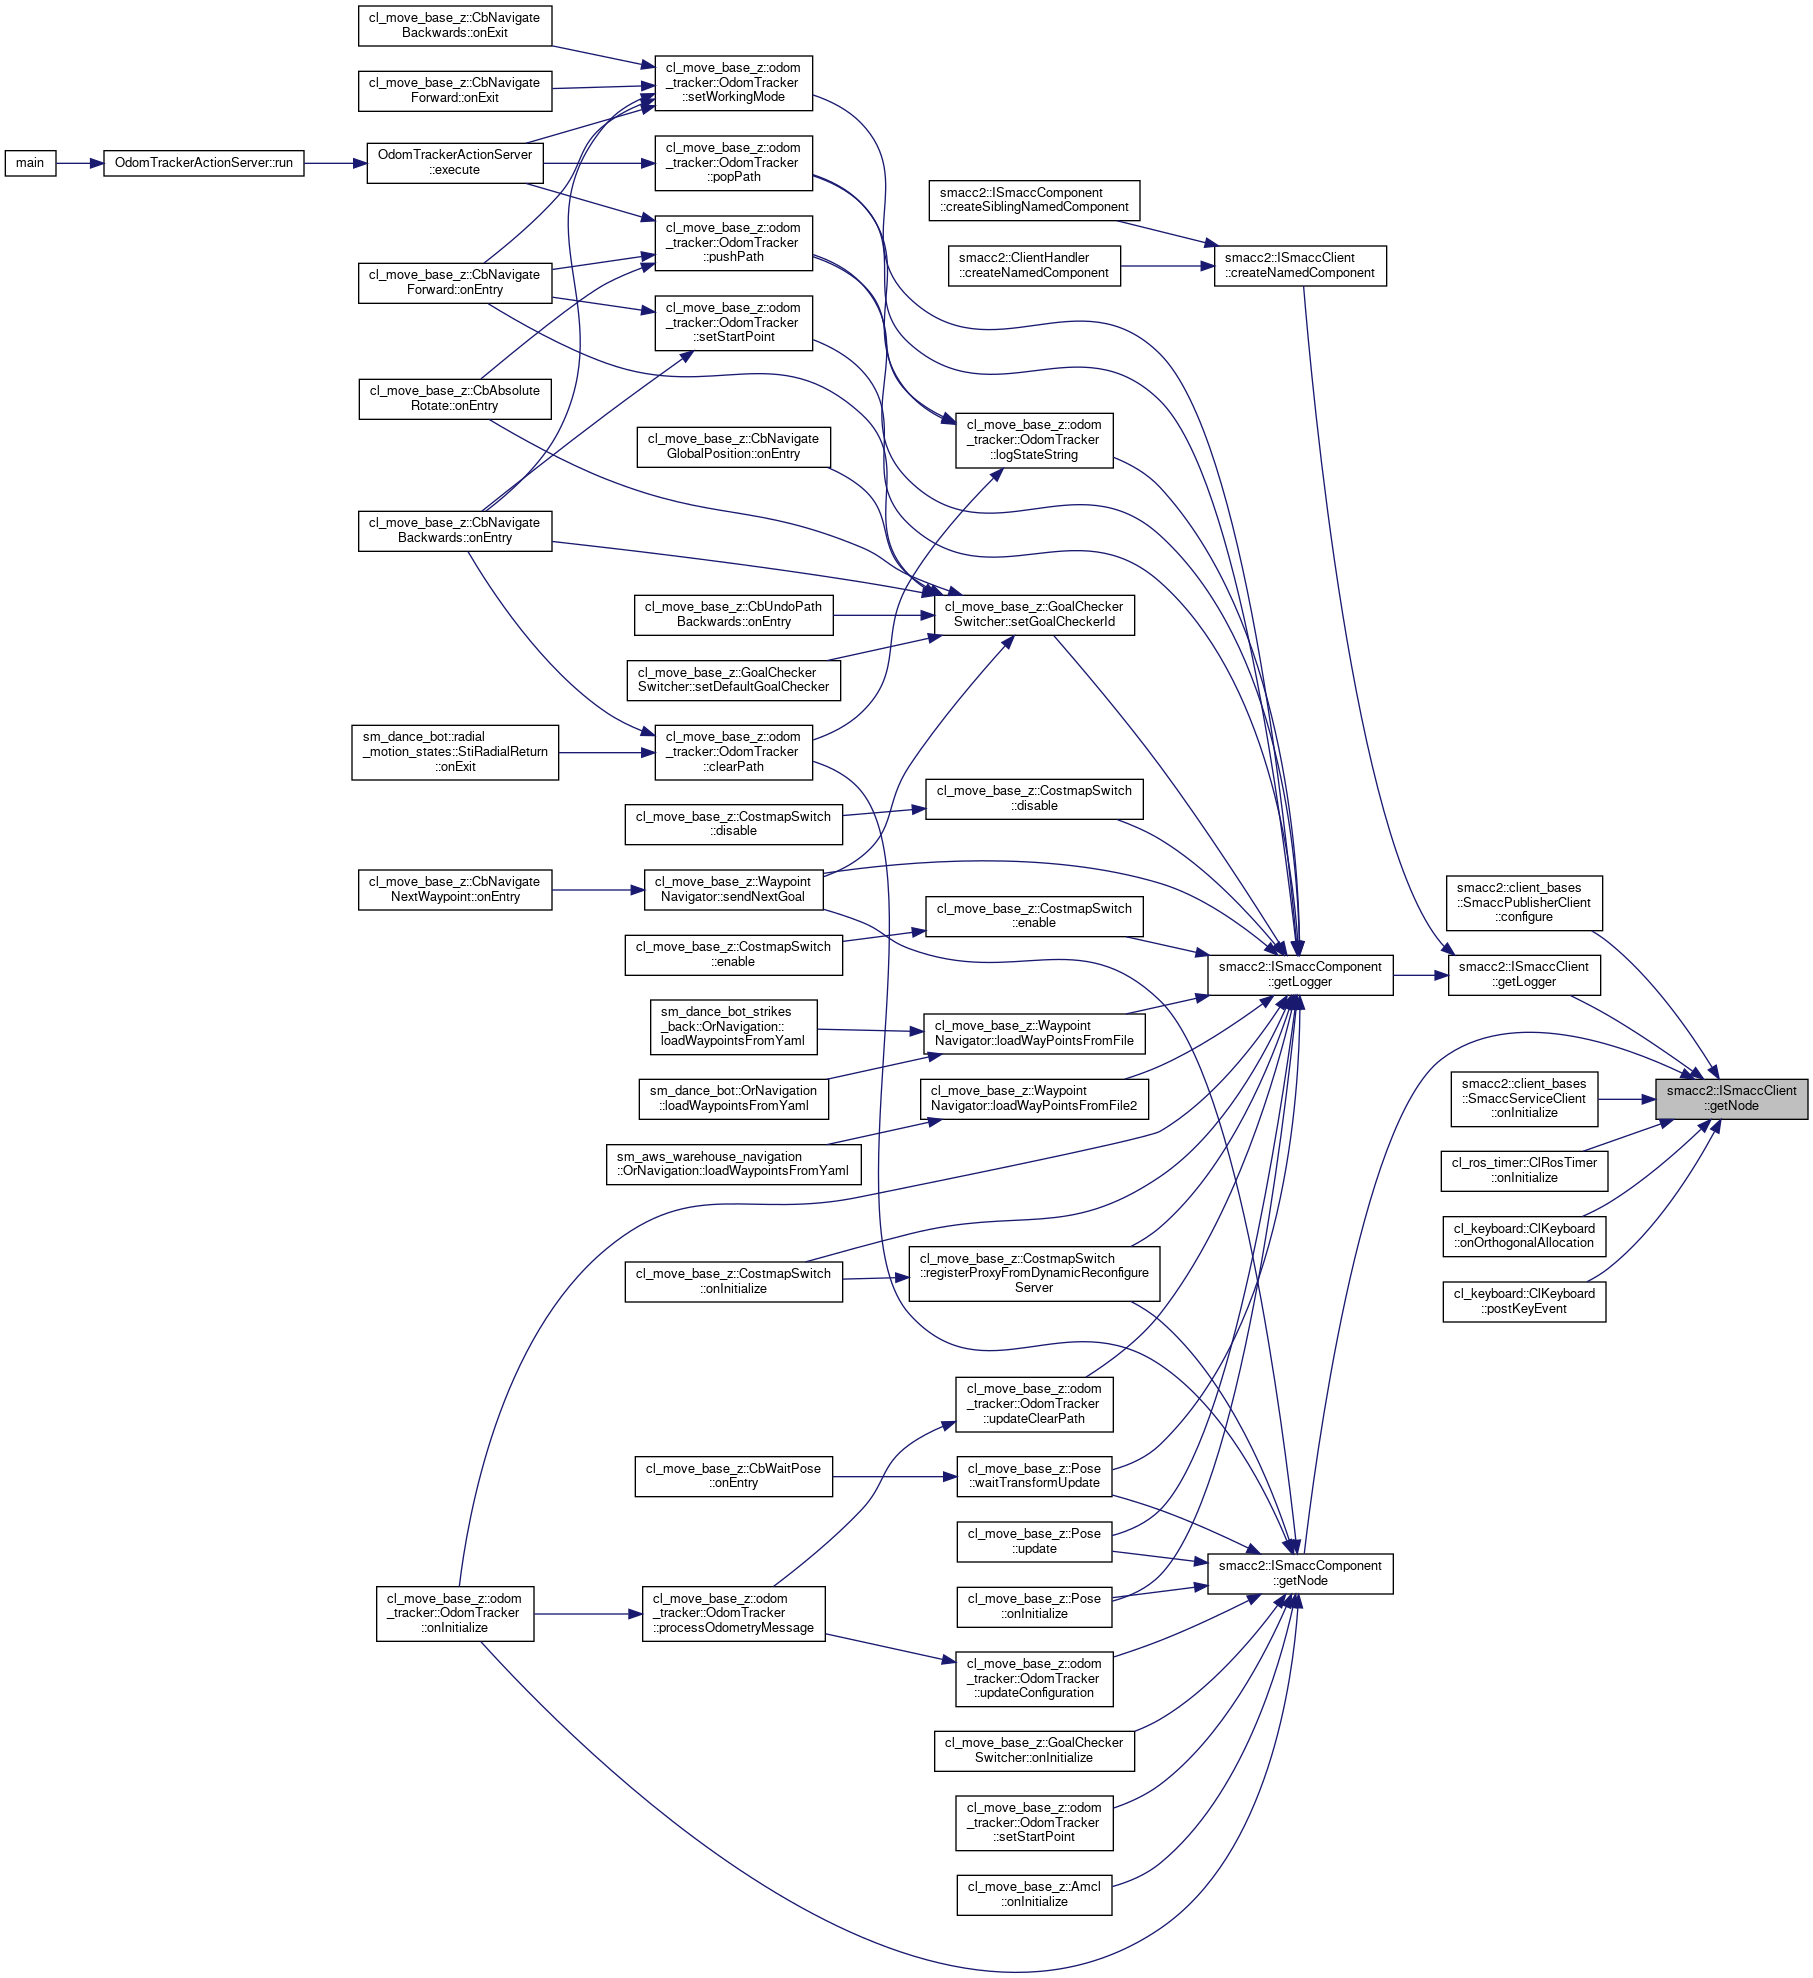 cl_move_base_z::CbNavigate
Backwards::onExit
cl_move_base_z::CbNavigate
Forward::onExit
main
OdomTrackerActionServer::run
OdomTrackerActionServer
::execute
cl_move_base_z::CbNavigate
Forward::onEntry
cl_move_base_z::CbAbsolute
Rotate::onEntry
cl_move_base_z::CbNavigate
Backwards::onEntry
sm_dance_bot::radial
_motion_states::StiRadialReturn
::onExit
cl_move_base_z::CbNavigate
NextWaypoint::onEntry
cl_move_base_z::odom
_tracker::OdomTracker
::onInitialize
cl_move_base_z::odom
_tracker::OdomTracker
::setWorkingMode
cl_move_base_z::odom
_tracker::OdomTracker
::popPath
cl_move_base_z::odom
_tracker::OdomTracker
::pushPath
cl_move_base_z::odom
_tracker::OdomTracker
::setStartPoint
cl_move_base_z::CbNavigate
GlobalPosition::onEntry
cl_move_base_z::CbUndoPath
Backwards::onEntry
cl_move_base_z::GoalChecker
Switcher::setDefaultGoalChecker
cl_move_base_z::odom
_tracker::OdomTracker
::clearPath
cl_move_base_z::CostmapSwitch
::disable
cl_move_base_z::Waypoint
Navigator::sendNextGoal
cl_move_base_z::CostmapSwitch
::enable
sm_dance_bot_strikes
_back::OrNavigation::
loadWaypointsFromYaml
sm_dance_bot::OrNavigation
::loadWaypointsFromYaml
sm_aws_warehouse_navigation
::OrNavigation::loadWaypointsFromYaml
cl_move_base_z::CostmapSwitch
::onInitialize
cl_move_base_z::CbWaitPose
::onEntry
cl_move_base_z::odom
_tracker::OdomTracker
::processOdometryMessage
smacc2::ISmaccComponent
::createSiblingNamedComponent
smacc2::ClientHandler
::createNamedComponent
cl_move_base_z::odom
_tracker::OdomTracker
::logStateString
cl_move_base_z::GoalChecker
Switcher::setGoalCheckerId
cl_move_base_z::CostmapSwitch
::disable
cl_move_base_z::CostmapSwitch
::enable
cl_move_base_z::Waypoint
Navigator::loadWayPointsFromFile
cl_move_base_z::Waypoint
Navigator::loadWayPointsFromFile2
cl_move_base_z::CostmapSwitch
::registerProxyFromDynamicReconfigure
Server
cl_move_base_z::odom
_tracker::OdomTracker
::updateClearPath
cl_move_base_z::Pose
::waitTransformUpdate
cl_move_base_z::Pose
::update
cl_move_base_z::Pose
::onInitialize
cl_move_base_z::odom
_tracker::OdomTracker
::updateConfiguration
cl_move_base_z::GoalChecker
Switcher::onInitialize
cl_move_base_z::odom
_tracker::OdomTracker
::setStartPoint
cl_move_base_z::Amcl
::onInitialize
smacc2::ISmaccClient
::createNamedComponent
smacc2::ISmaccComponent
::getLogger
smacc2::ISmaccComponent
::getNode
smacc2::client_bases
::SmaccPublisherClient
::configure
smacc2::ISmaccClient
::getLogger
smacc2::client_bases
::SmaccServiceClient
::onInitialize
cl_ros_timer::ClRosTimer
::onInitialize
cl_keyboard::ClKeyboard
::onOrthogonalAllocation
cl_keyboard::ClKeyboard
::postKeyEvent
smacc2::ISmaccClient
::getNode